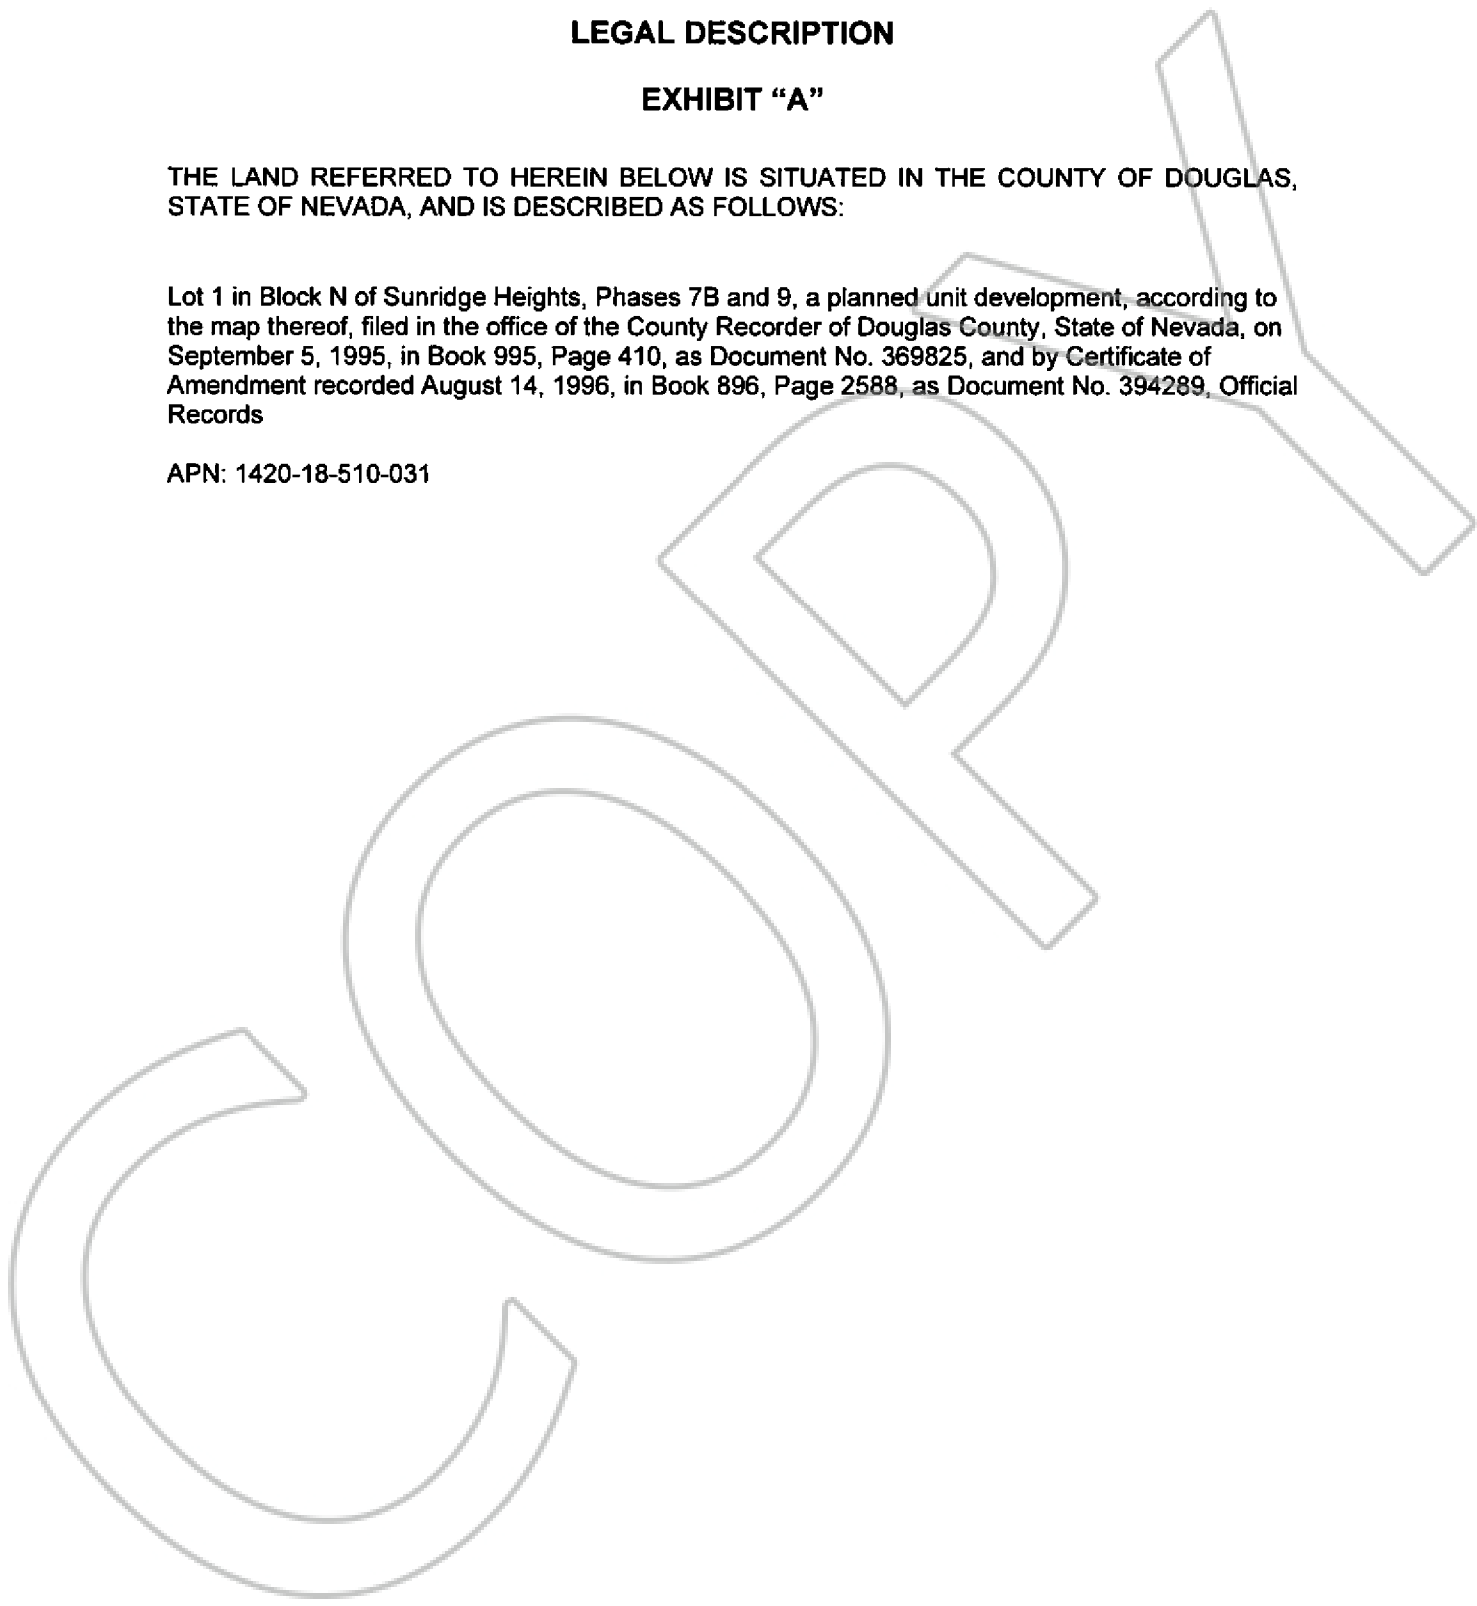 LEGAL DESCRIPTION
EXHIBIT “A”
THE LAND REFERRED TO HEREIN BELOW IS SITUATED IN THE COUNTY OF DOUGLAS,
STATE OF NEVADA, AND IS DESCRIBED AS FOLLOWS:
Lot 1 in Block N of Sunridge Heights, Phases 7B and 9, a planned unit development, according to
the map thereof, filed in the office of the County Recorder of Douglas County, State of Nevada, on
September 5, 1995, in Book 995, Page 410, as Document No. 369825, and by Certificate of
Amendment recorded August 14, 1996, in Book 896, Page 2588, as Document No. 394289, Official
Records
APN: 1420-18-510-031
COPY